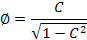 Ø = C / √(1 − C²)